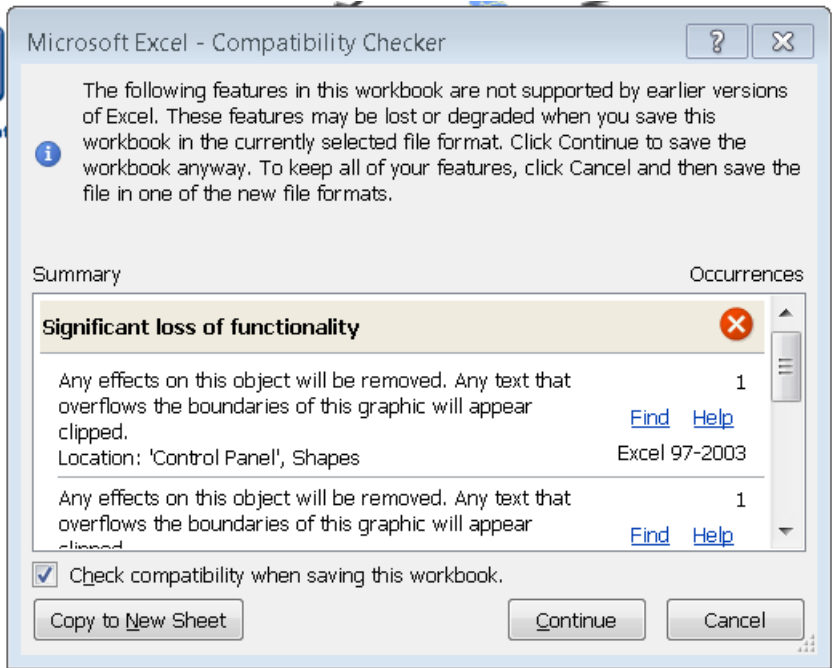 Microsoft Excel - Compatibility Checker
The following features in this workbook are not supported by earlier versions
of Excel. These features may be lost or degraded when you save this
workbook in the currently selected file format. Click Continue to save the
workbook anyway. To keep all of your features, click Cancel and then save the
file in one of the new file formats.
Summary Occurrences
Significant loss of functionality
Any effects on this object will be removed. Any text that 1
overflows the boundaries of this graphic will appear Find Help
clipped.
Location: 'Control Panel', Shapes Excel 97-2003
Any effects on this object will be removed. Any text that 1
overflows the boundaries of this graphic will appear Find Help
Check compatibility when saving this workbook.
Copy to New Sheet Continue Cancel